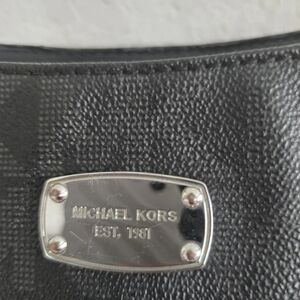 MICHAEL KORS
EST. 1981